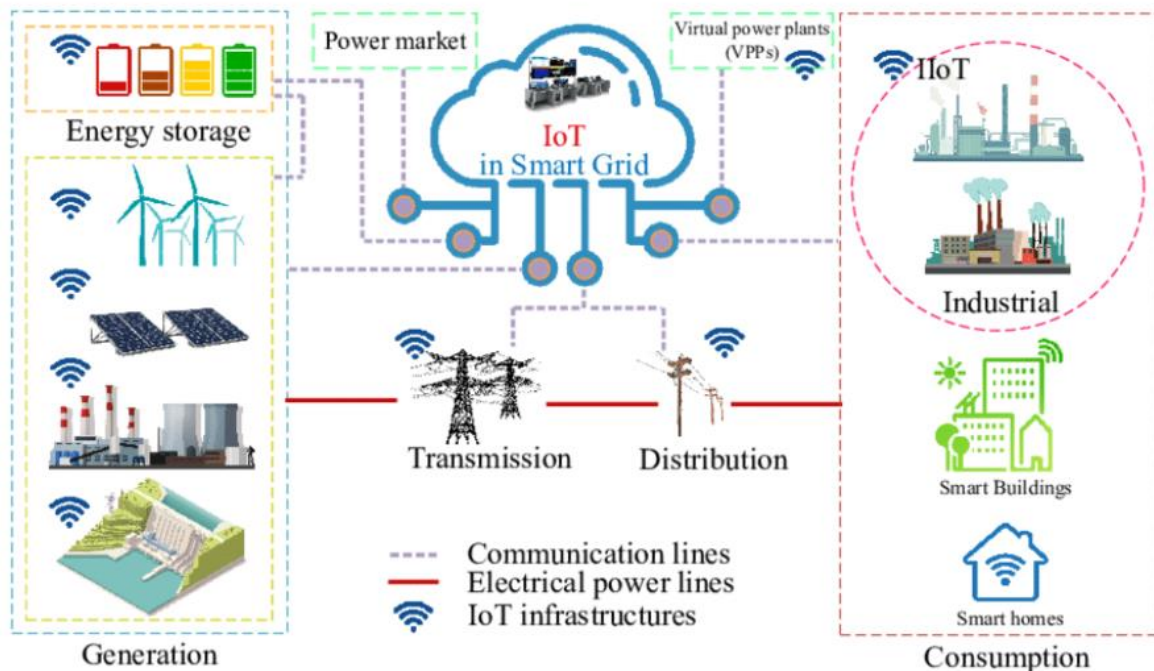 Power market
Virtual power plants
(VPPs)
IIoT
Energy storage
IoT
in Smart Grid
Industrial
Transmission
Distribution
Smart Buildings
Communication lines
Electrical power lines
IoT infrastructures
Smart homes
Generation
Consumption